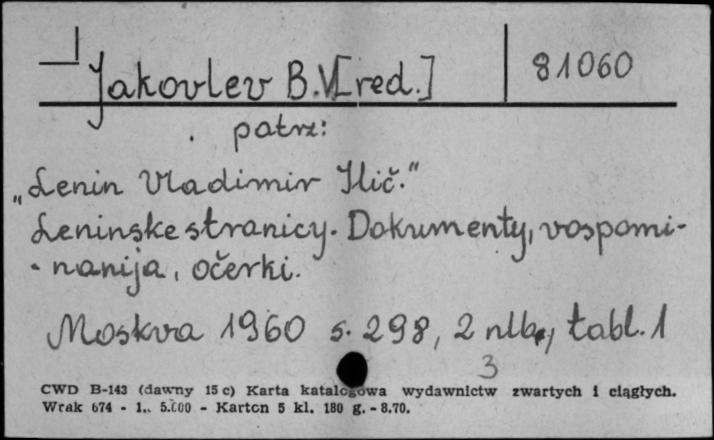 Jakovlev B.V[red.] 81060
patrz:
„Lenin Vladimir Ilič."
Leninske stranicy. Dokumenty, vospomi-
- nanija, očerki.
Moskva 1960 s. 298, 2 nlb., tabl. 1
3
CWD B-143 (dawny 15 c) Karta katalogowa wydawnictw zwartych i ciągłych.
Wrak 674 - 1.. 5.000 - Karton 5 kl. 180 g. - 8.70.